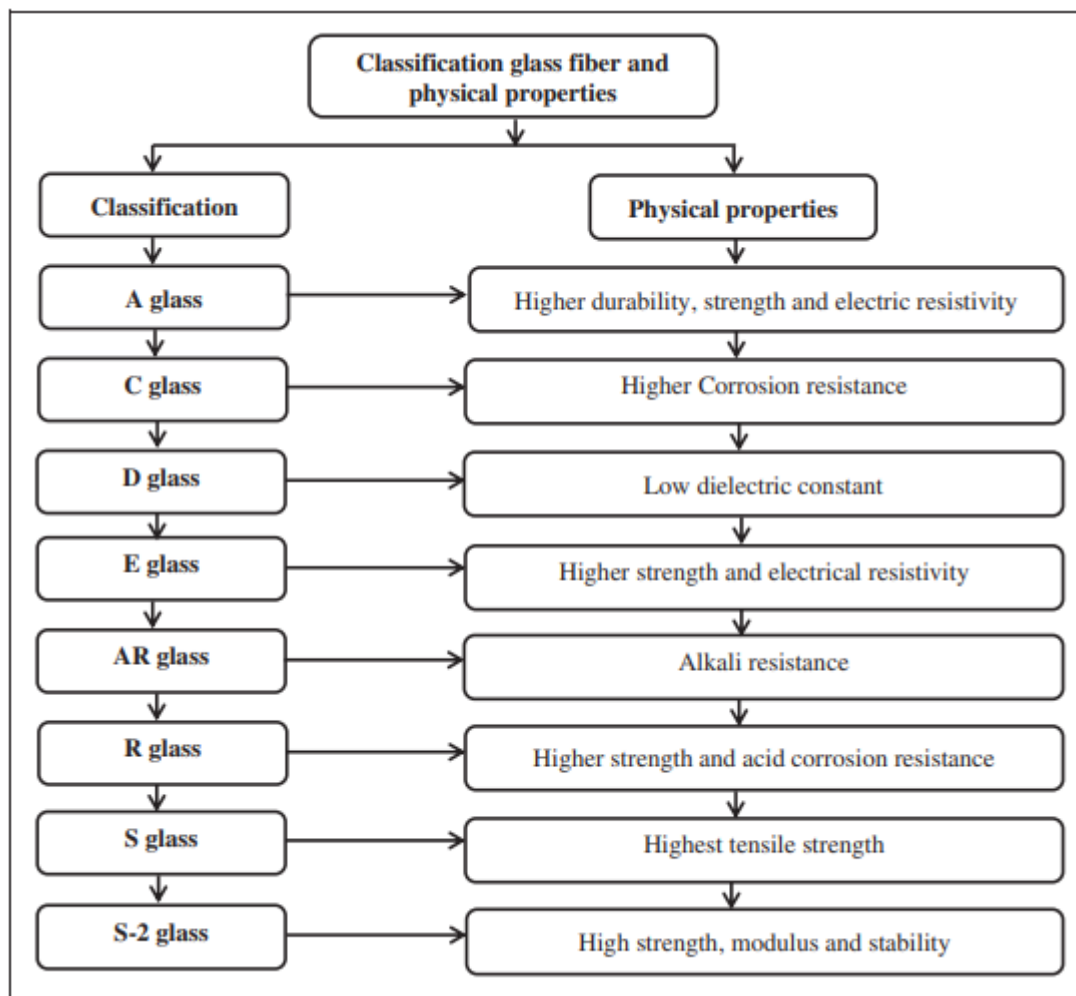 Classification glass fiber and
physical properties
Classification
Physical properties
A glass
Higher durability, strength and electric resistivity
C glass
Higher Corrosion resistance
D glass
Low dielectric constant
E glass
Higher strength and electrical resistivity
AR glass
Alkali resistance
R glass
Higher strength and acid corrosion resistance
S glass
Highest tensile strength
S-2 glass
High strength, modulus and stability